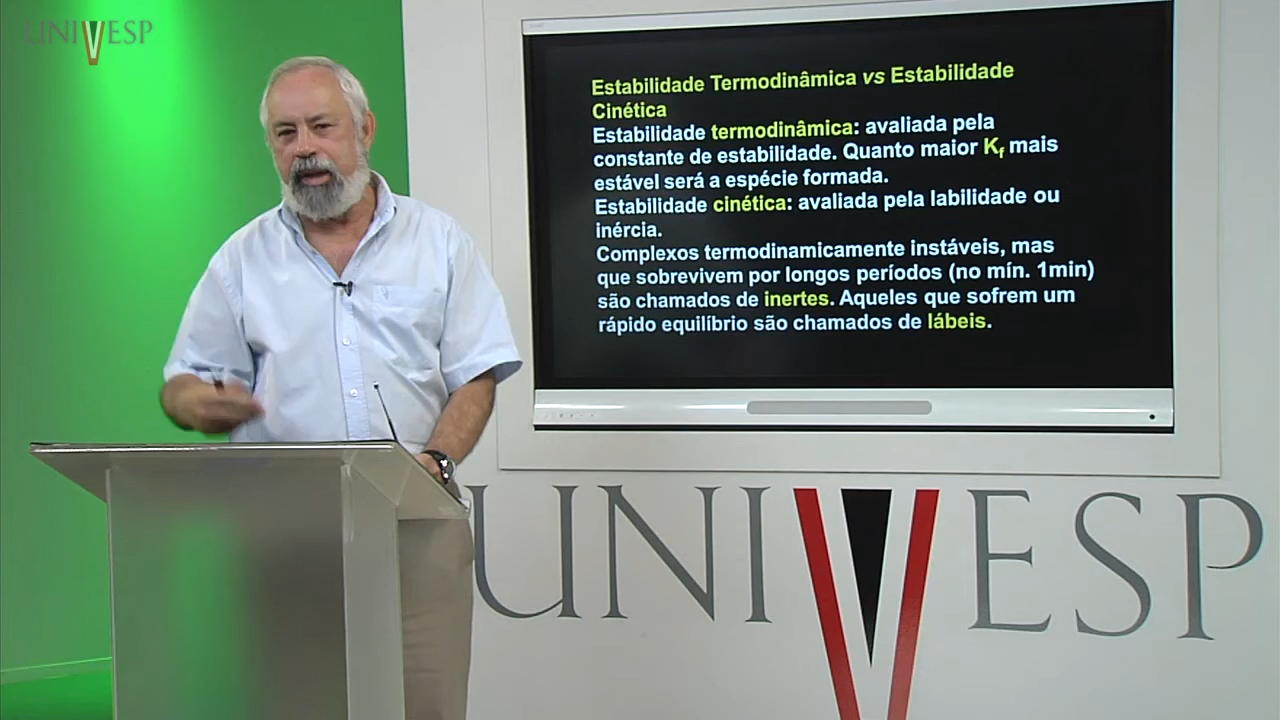 UNIVESP
Estabilidade Termodinâmica vs Estabilidade
Cinética
Estabilidade termodinâmica: avaliada pela
constante de estabilidade. Quanto maior Kf mais
estável será a espécie formada.
Estabilidade cinética: avaliada pela labilidade ou
inércia.
Complexos termodinamicamente instáveis, mas
que sobrevivem por longos períodos (no mín. 1min)
são chamados de inertes. Aqueles que sofrem um
rápido equilíbrio são chamados de lábeis.
UNIVESP